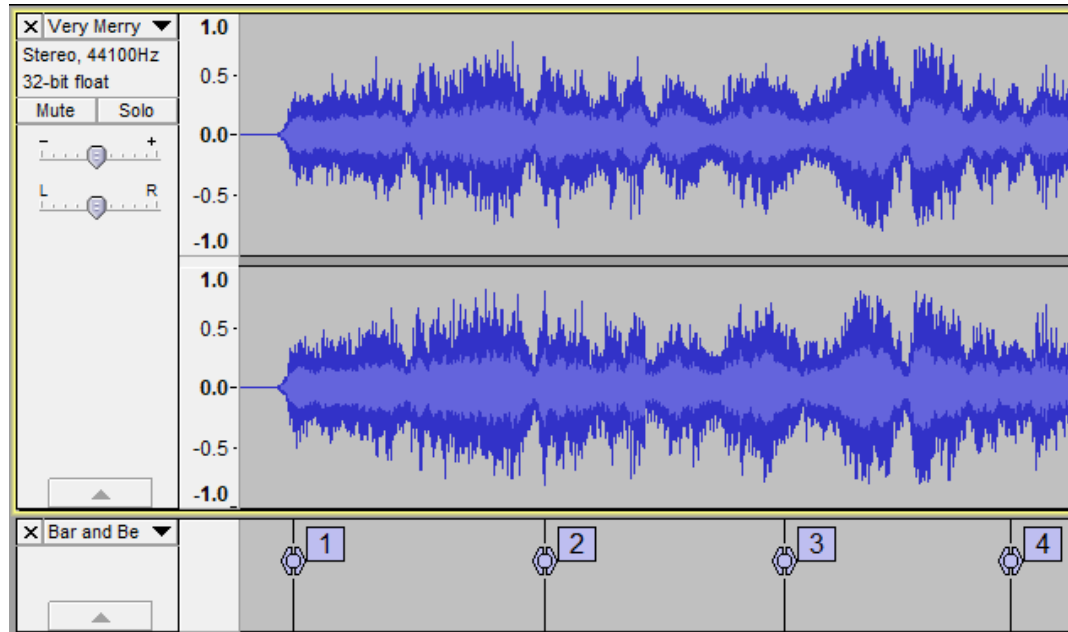 X Very Merry ▼
Stereo, 44100Hz
32-bit float
Mute Solo
- +
L R
1.0
0.5
0.0
-0.5
-1.0
1.0
0.5
0.0
-0.5
-1.0
X Bar and Be ▼
1 2 3 4